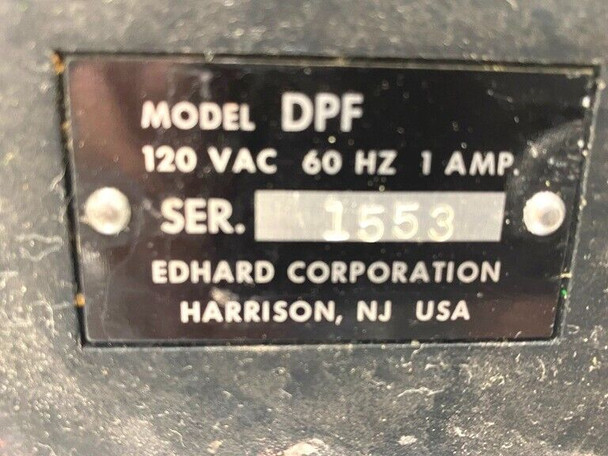 MODEL DPF
120 VAC 60 HZ 1 AMP.
SER. 1553
EDHARD CORPORATION
HARRISON, NJ USA